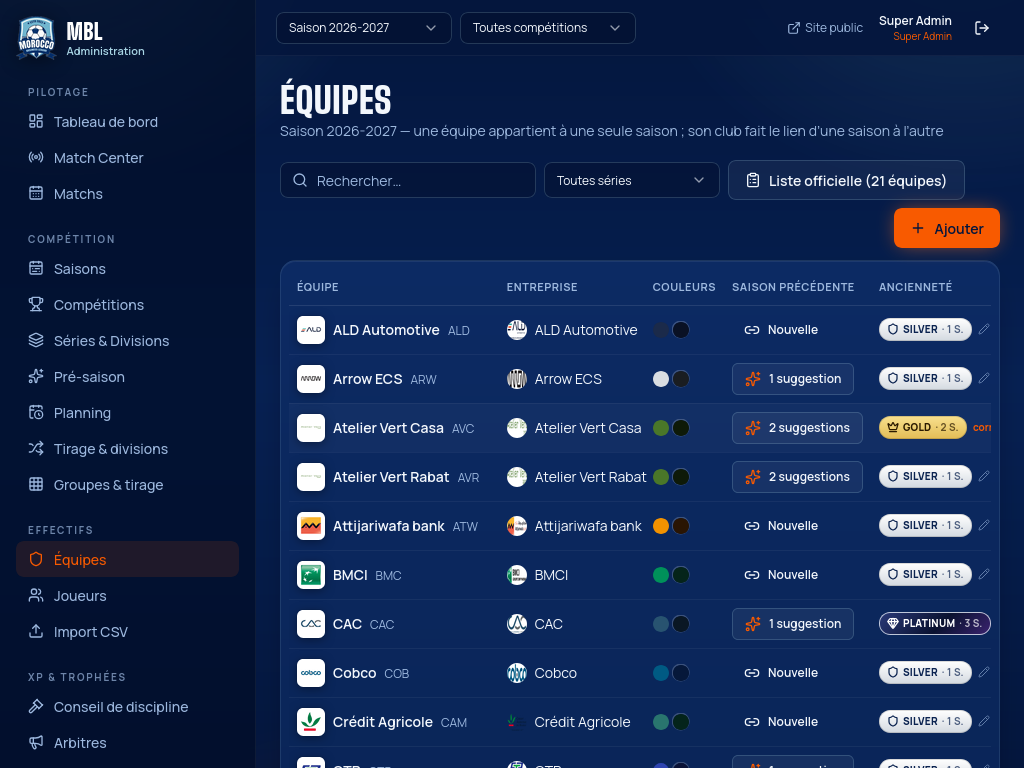 MOROCCO
MBL
Administration
Saison 2026-2027
Toutes compétitions
Site public
Super Admin
Super Admin
PILOTAGE
Tableau de bord
Match Center
Matchs
COMPÉTITION
Saisons
Compétitions
Séries & Divisions
Pré-saison
Planning
Tirage & divisions
Groupes & tirage
EFFECTIFS
Équipes
Joueurs
Import CSV
XP & TROPHÉES
Conseil de discipline
Arbitres
ÉQUIPES
Saison 2026-2027 — une équipe appartient à une seule saison ; son club fait le lien d'une saison à l'autre
Rechercher...
Toutes séries
Liste officielle (21 équipes)
Ajouter
ÉQUIPE ENTREPRISE COULEURS SAISON PRÉCÉDENTE ANCIENNETÉ
ALD Automotive ALD ALD Automotive Nouvelle SILVER · 1 S.
Arrow ECS ARW Arrow ECS 1 suggestion SILVER · 1 S.
Atelier Vert Casa AVC Atelier Vert Casa 2 suggestions GOLD · 2 S.
Atelier Vert Rabat AVR Atelier Vert Rabat 2 suggestions SILVER · 1 S.
Attijariwafa bank ATW Attijariwafa bank Nouvelle SILVER · 1 S.
BMCI BMC BMCI Nouvelle SILVER · 1 S.
CAC CAC CAC 1 suggestion PLATINUM · 3 S.
Cobco COB Cobco Nouvelle SILVER · 1 S.
Crédit Agricole CAM Crédit Agricole Nouvelle SILVER · 1 S.